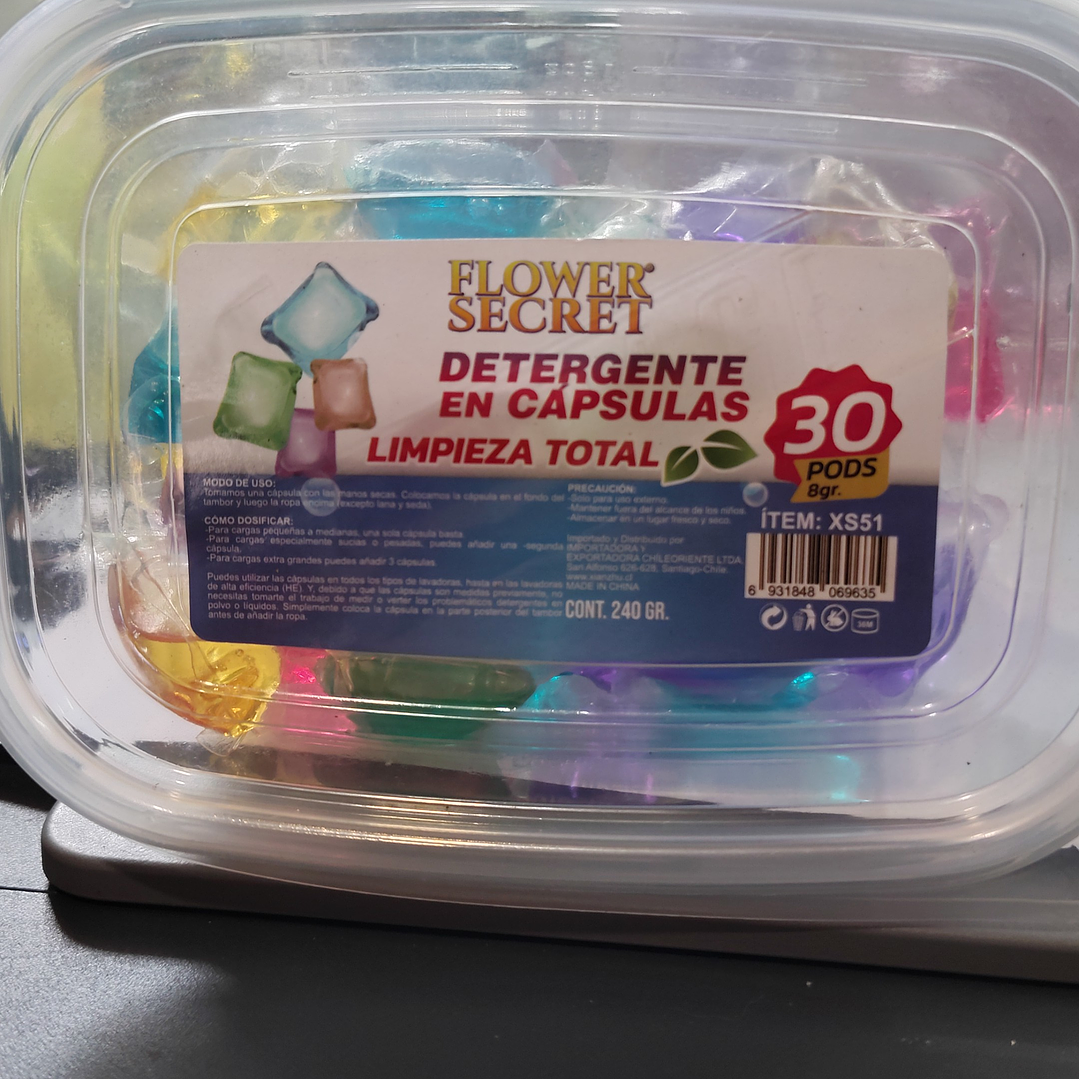 FLOWER
SECRET
DETERGENTE
EN CÁPSULAS
LIMPIEZA TOTAL
30
PODS
8gr.
MODO DE USO:
Tomamos una cápsula con las manos secas. Colocamos la cápsula en el fondo del
tambor y luego la ropa encima (excepto lana y seda).
CÓMO DOSIFICAR:
-Para cargas pequeñas a medianas, una sola cápsula basta.
-Para cargas especialmente sucias o pesadas, puedes añadir una segunda
cápsula.
-Para cargas extra grandes puedes añadir 3 cápsulas.
Puedes utilizar las cápsulas en todos los tipos de lavadoras, hasta en las lavadoras
de alta eficiencia (HE). Y, debido a que las cápsulas son medidas previamente, no
necesitas tomarte el trabajo de medir o verter los problemáticos detergentes en
polvo o líquidos. Simplemente coloca la cápsula en la parte posterior del tambor
antes de añadir la ropa.
PRECAUCIÓN:
-Solo para uso externo.
-Mantener fuera del alcance de los niños.
-Almacenar en un lugar fresco y seco.
Importado y Distribuido por
IMPORTADORA Y
EXPORTADORA CHILEORIENTE LTDA.
San Alfonso 626-628, Santiago-Chile.
MADE IN CHINA
CONT. 240 GR.
ÍTEM: XS51
6 931848 069635
36M